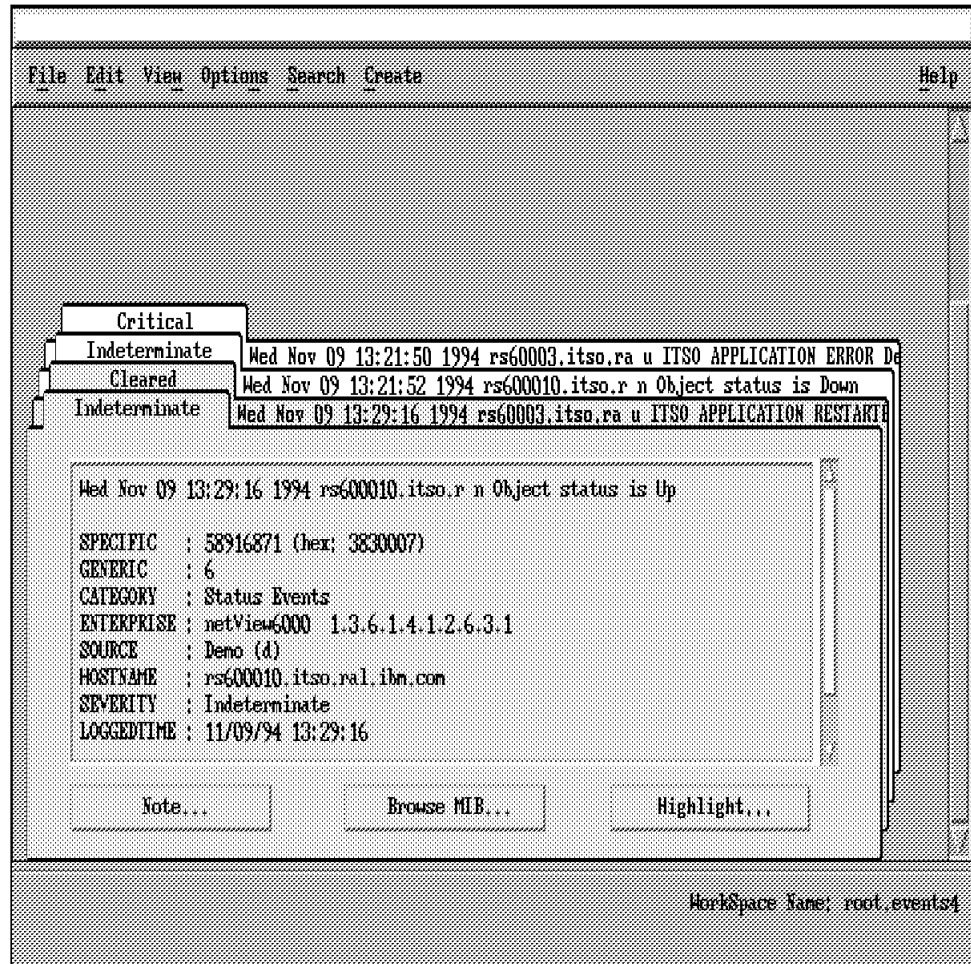 File Edit View Options Search Create Help
Critical
Indeterminate Wed Nov 09 13:21:50 1994 rs60003.itso.ra u ITSO APPLICATION ERROR De
Cleared Wed Nov 09 13:21:52 1994 rs600010.itso.r n Object status is Down
Indeterminate Wed Nov 09 13:29:16 1994 rs60003.itso.ra u ITSO APPLICATION RESTARTE
Wed Nov 09 13:29:16 1994 rs600010.itso.r n Object status is Up
SPECIFIC : 58916871 (hex: 3830007)
GENERIC : 6
CATEGORY : Status Events
ENTERPRISE : netView6000 1.3.6.1.4.1.2.6.3.1
SOURCE : Demo (d)
HOSTNAME : rs600010.itso.ral.ibm.com
SEVERITY : Indeterminate
LOGGEDTIME : 11/09/94 13:29:16
Note... Browse MIB... Highlight...
WorkSpace Name: root.events4